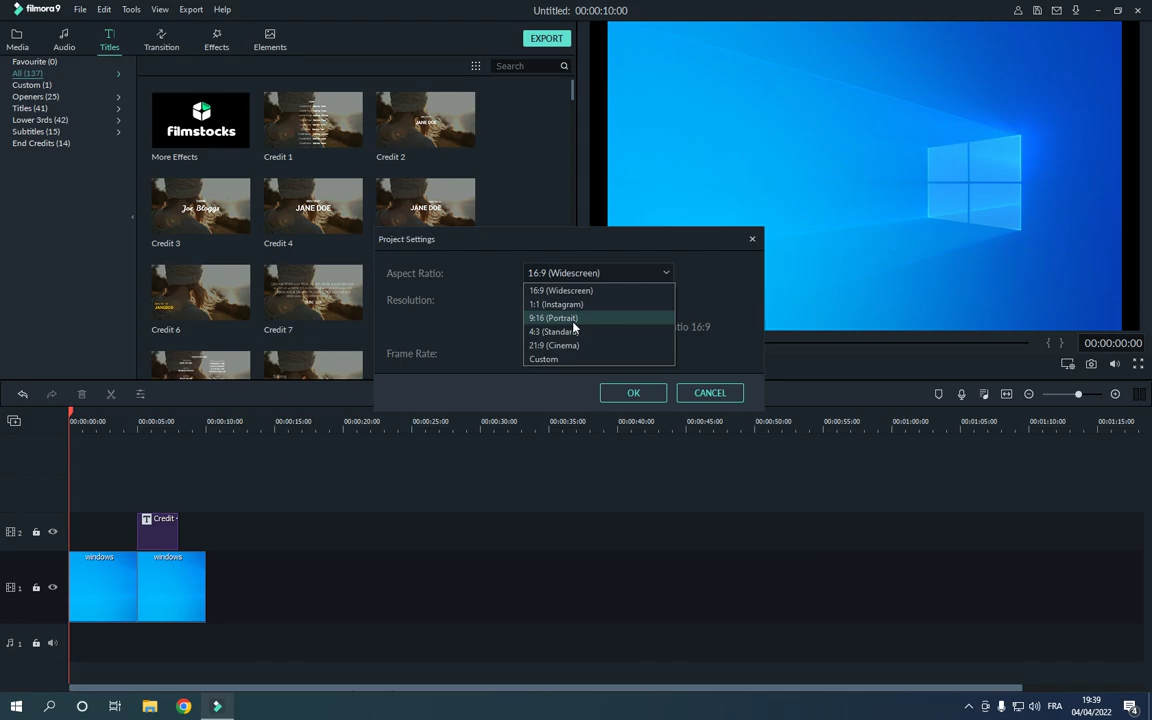 filmora9 File Edit Tools View Export Help Untitled: 00:00:10:00
Media Audio Titles Transition Effects Elements EXPORT
Favourite (0)
All (137)
Custom (1)
Openers (25)
Titles (41)
Lower 3rds (42)
Subtitles (15)
End Credits (14)
Search
filmstocks
JANE DOE
More Effects Credit 1 Credit 2
Joe Bloggs JANE DOE JANE DOE
Credit 3 Credit 4
JANE DOE
Credit 6 Credit 7
Project Settings
Aspect Ratio: 16:9 (Widescreen)
16:9 (Widescreen)
Resolution: 1:1 (Instagram)
9:16 (Portrait)
tio 16:9
4:3 (Standard)
21:9 (Cinema)
Frame Rate:
Custom
OK CANCEL
00:00:00:00
00:00:00:00 00:00:05:00 00:00:10:00 00:00:15:00 00:00:20:00 00:00:25:00 00:00:30:00 00:00:35:00 00:00:40:00 00:00:45:00 00:00:50:00 00:00:55:00 00:01:00:00 00:01:05:00 00:01:10:00 00:01:15:00
T Credit
2
windows windows
1
1
FRA 19:39
04/04/2022
4